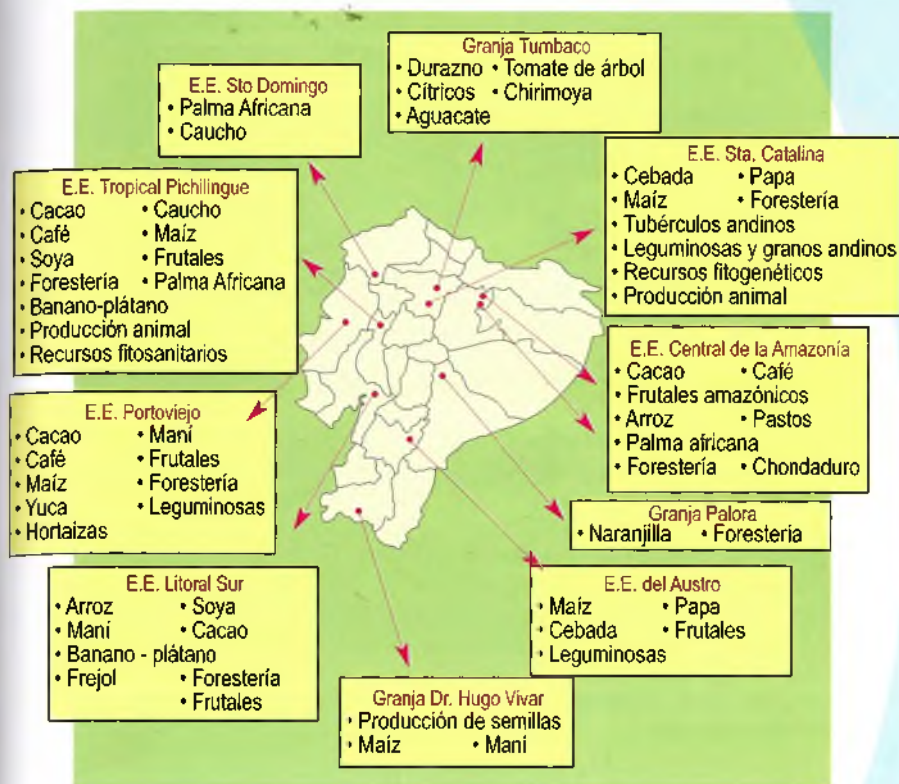 Granja Tumbaco
• Durazno • Tomate de árbol
• Cítricos • Chirimoya
• Aguacate
E.E. Sto Domingo
• Palma Africana
• Caucho
E.E. Sta. Catalina
• Cebada • Papa
• Maíz • Forestería
• Tubérculos andinos
• Leguminosas y granos andinos
• Recursos fitogenéticos
• Producción animal
E.E. Tropical Pichilingue
• Cacao • Caucho
• Café • Maíz
• Soya • Frutales
• Forestería • Palma Africana
• Banano-plátano
• Producción animal
• Recursos fitosanitarios
E.E. Central de la Amazonía
• Cacao • Café
• Frutales amazónicos
• Arroz • Pastos
• Palma africana
• Forestería • Chondaduro
E.E. Portoviejo
• Cacao • Maní
• Café • Frutales
• Maíz • Forestería
• Yuca • Leguminosas
• Hortaizas
Granja Palora
• Naranjilla • Forestería
E.E. Litoral Sur
• Arroz • Soya
• Maní • Cacao
• Banano - plátano
• Frejol • Forestería
• Frutales
E.E. del Austro
• Maíz • Papa
• Cebada • Frutales
• Leguminosas
Granja Dr. Hugo Vivar
• Producción de semillas
• Maíz • Maní